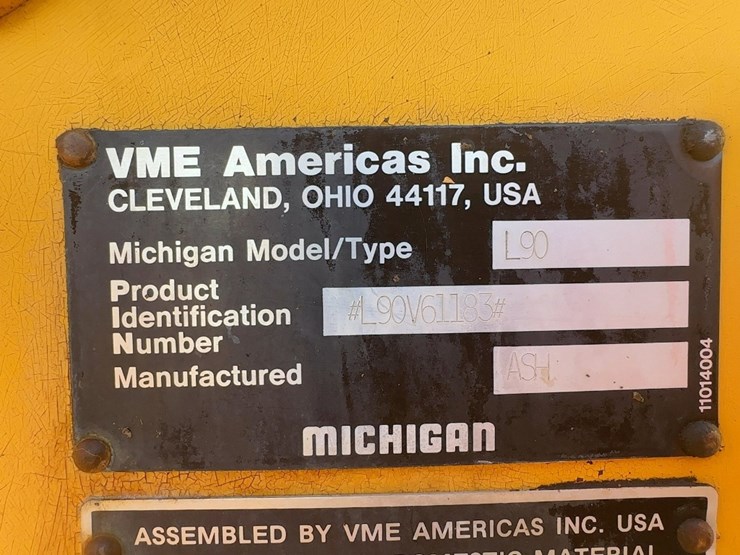 VME Americas Inc.
CLEVELAND, OHIO 44117, USA
Michigan Model/Type L90
Product
Identification #L90V61183#
Number
Manufactured ASH
11014004
MICHIGAN
ASSEMBLED BY VME AMERICAS INC. USA
MATERIAL